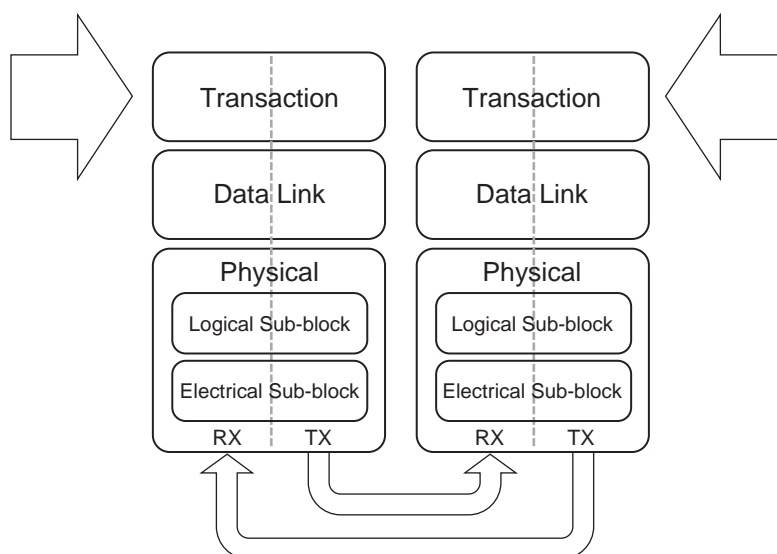 Transaction
Transaction
Data Link
Data Link
Physical
Physical
Logical Sub-block
Logical Sub-block
Electrical Sub-block
Electrical Sub-block
RX TX
RX TX